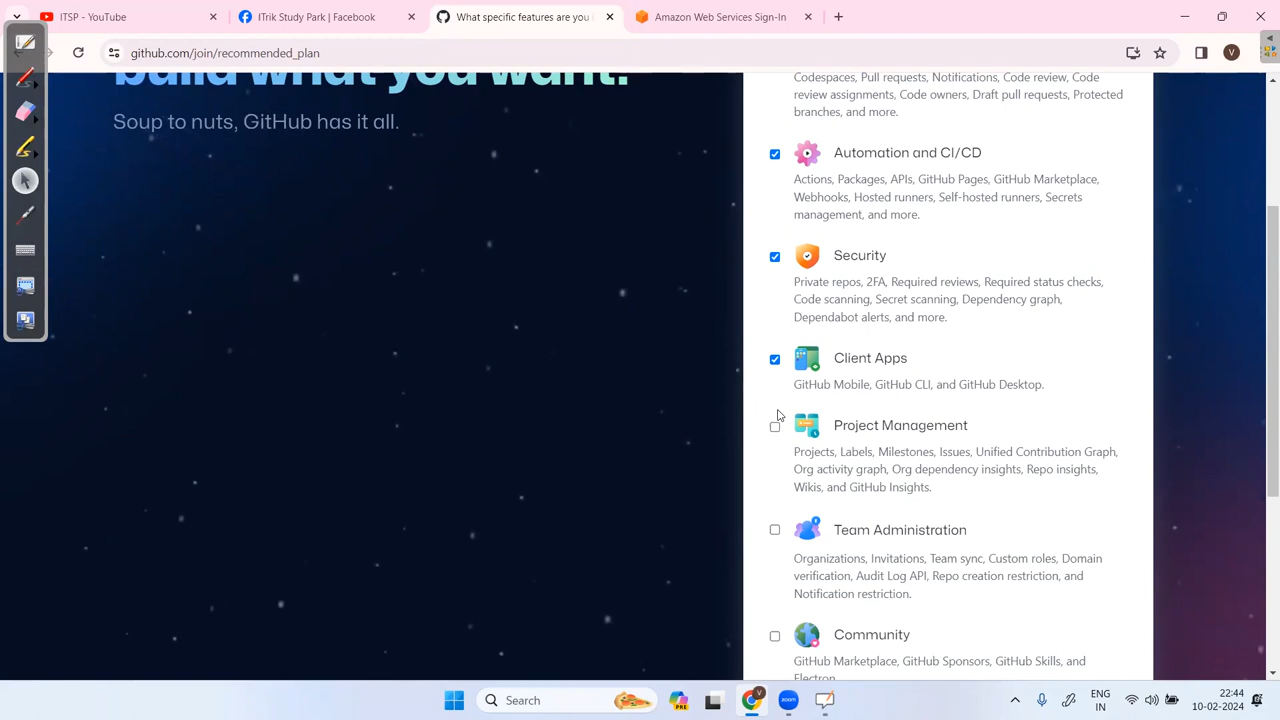 ITSP - YouTube
ITrik Study Park | Facebook
What specific features are you
Amazon Web Services Sign-In
github.com/join/recommended_plan
V
build what you want.
Soup to nuts, GitHub has it all.
Codespaces, Pull requests, Notifications, Code review, Code
review assignments, Code owners, Draft pull requests, Protected
branches, and more.
Automation and CI/CD
Actions, Packages, APIs, GitHub Pages, GitHub Marketplace,
Webhooks, Hosted runners, Self-hosted runners, Secrets
management, and more.
Security
Private repos, 2FA, Required reviews, Required status checks,
Code scanning, Secret scanning, Dependency graph,
Dependabot alerts, and more.
Client Apps
GitHub Mobile, GitHub CLI, and GitHub Desktop.
Project Management
Projects, Labels, Milestones, Issues, Unified Contribution Graph,
Org activity graph, Org dependency insights, Repo insights,
Wikis, and GitHub Insights.
Team Administration
Organizations, Invitations, Team sync, Custom roles, Domain
verification, Audit Log API, Repo creation restriction, and
Notification restriction.
Community
GitHub Marketplace, GitHub Sponsors, GitHub Skills, and
Electron.
Search
PRE
V
zoom
ENG
IN
22:44
10-02-2024